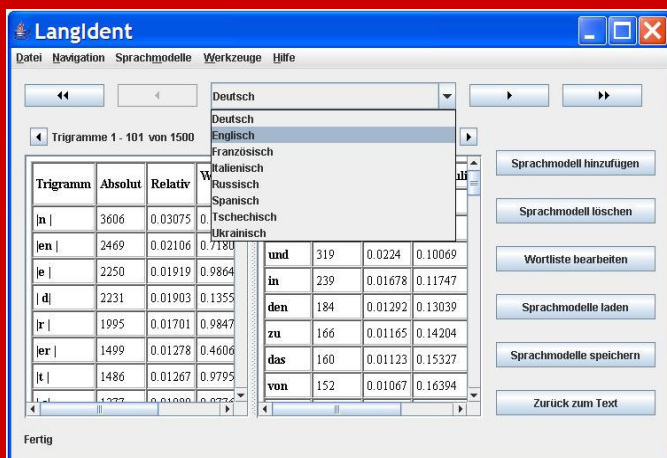 LangIdent
Datei Navigation Sprachmodelle Werkzeuge Hilfe
Deutsch
Deutsch
Englisch
Französisch
Italienisch
Russisch
Spanisch
Tschechisch
Ukrainisch
Trigramme 1 - 101 von 1500
Trigramm Absolut Relativ
|n | 3606 0.03075
|en | 2469 0.02106 0.7180
|e | 2250 0.01919 0.9864
| d| 2231 0.01903 0.1355
|r | 1995 0.01701 0.9847
|er | 1499 0.01278 0.4606
|t | 1486 0.01267 0.9795
und 319 0.0224 0.10069
in 239 0.01678 0.11747
den 184 0.01292 0.13039
zu 166 0.01165 0.14204
das 160 0.01123 0.15327
von 152 0.01067 0.16394
Sprachmodell hinzufügen
Sprachmodell löschen
Wortliste bearbeiten
Sprachmodelle laden
Sprachmodelle speichern
Zurück zum Text
Fertig